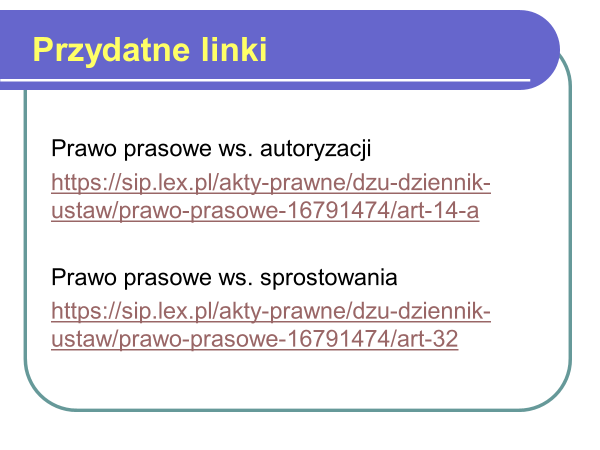 Przydatne linki
Prawo prasowe ws. autoryzacji
https://sip.lex.pl/akty-prawne/dzu-dziennik-
ustaw/prawo-prasowe-16791474/art-14-a
Prawo prasowe ws. sprostowania
https://sip.lex.pl/akty-prawne/dzu-dziennik-
ustaw/prawo-prasowe-16791474/art-32